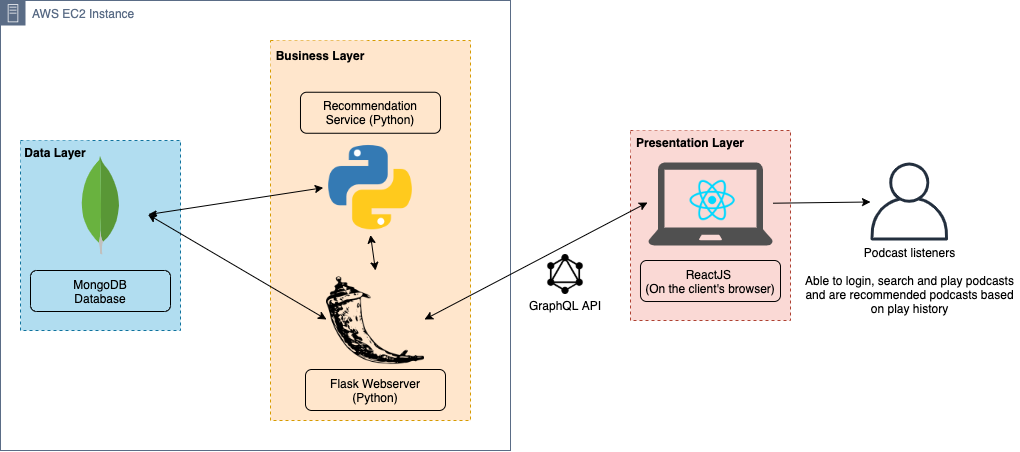 AWS EC2 Instance
Business Layer
Recommendation
Service (Python)
Data Layer
MongoDB
Database
Flask Webserver
(Python)
GraphQL API
Presentation Layer
ReactJS
(On the client's browser)
Podcast listeners
Able to login, search and play podcasts
and are recommended podcasts based
on play history